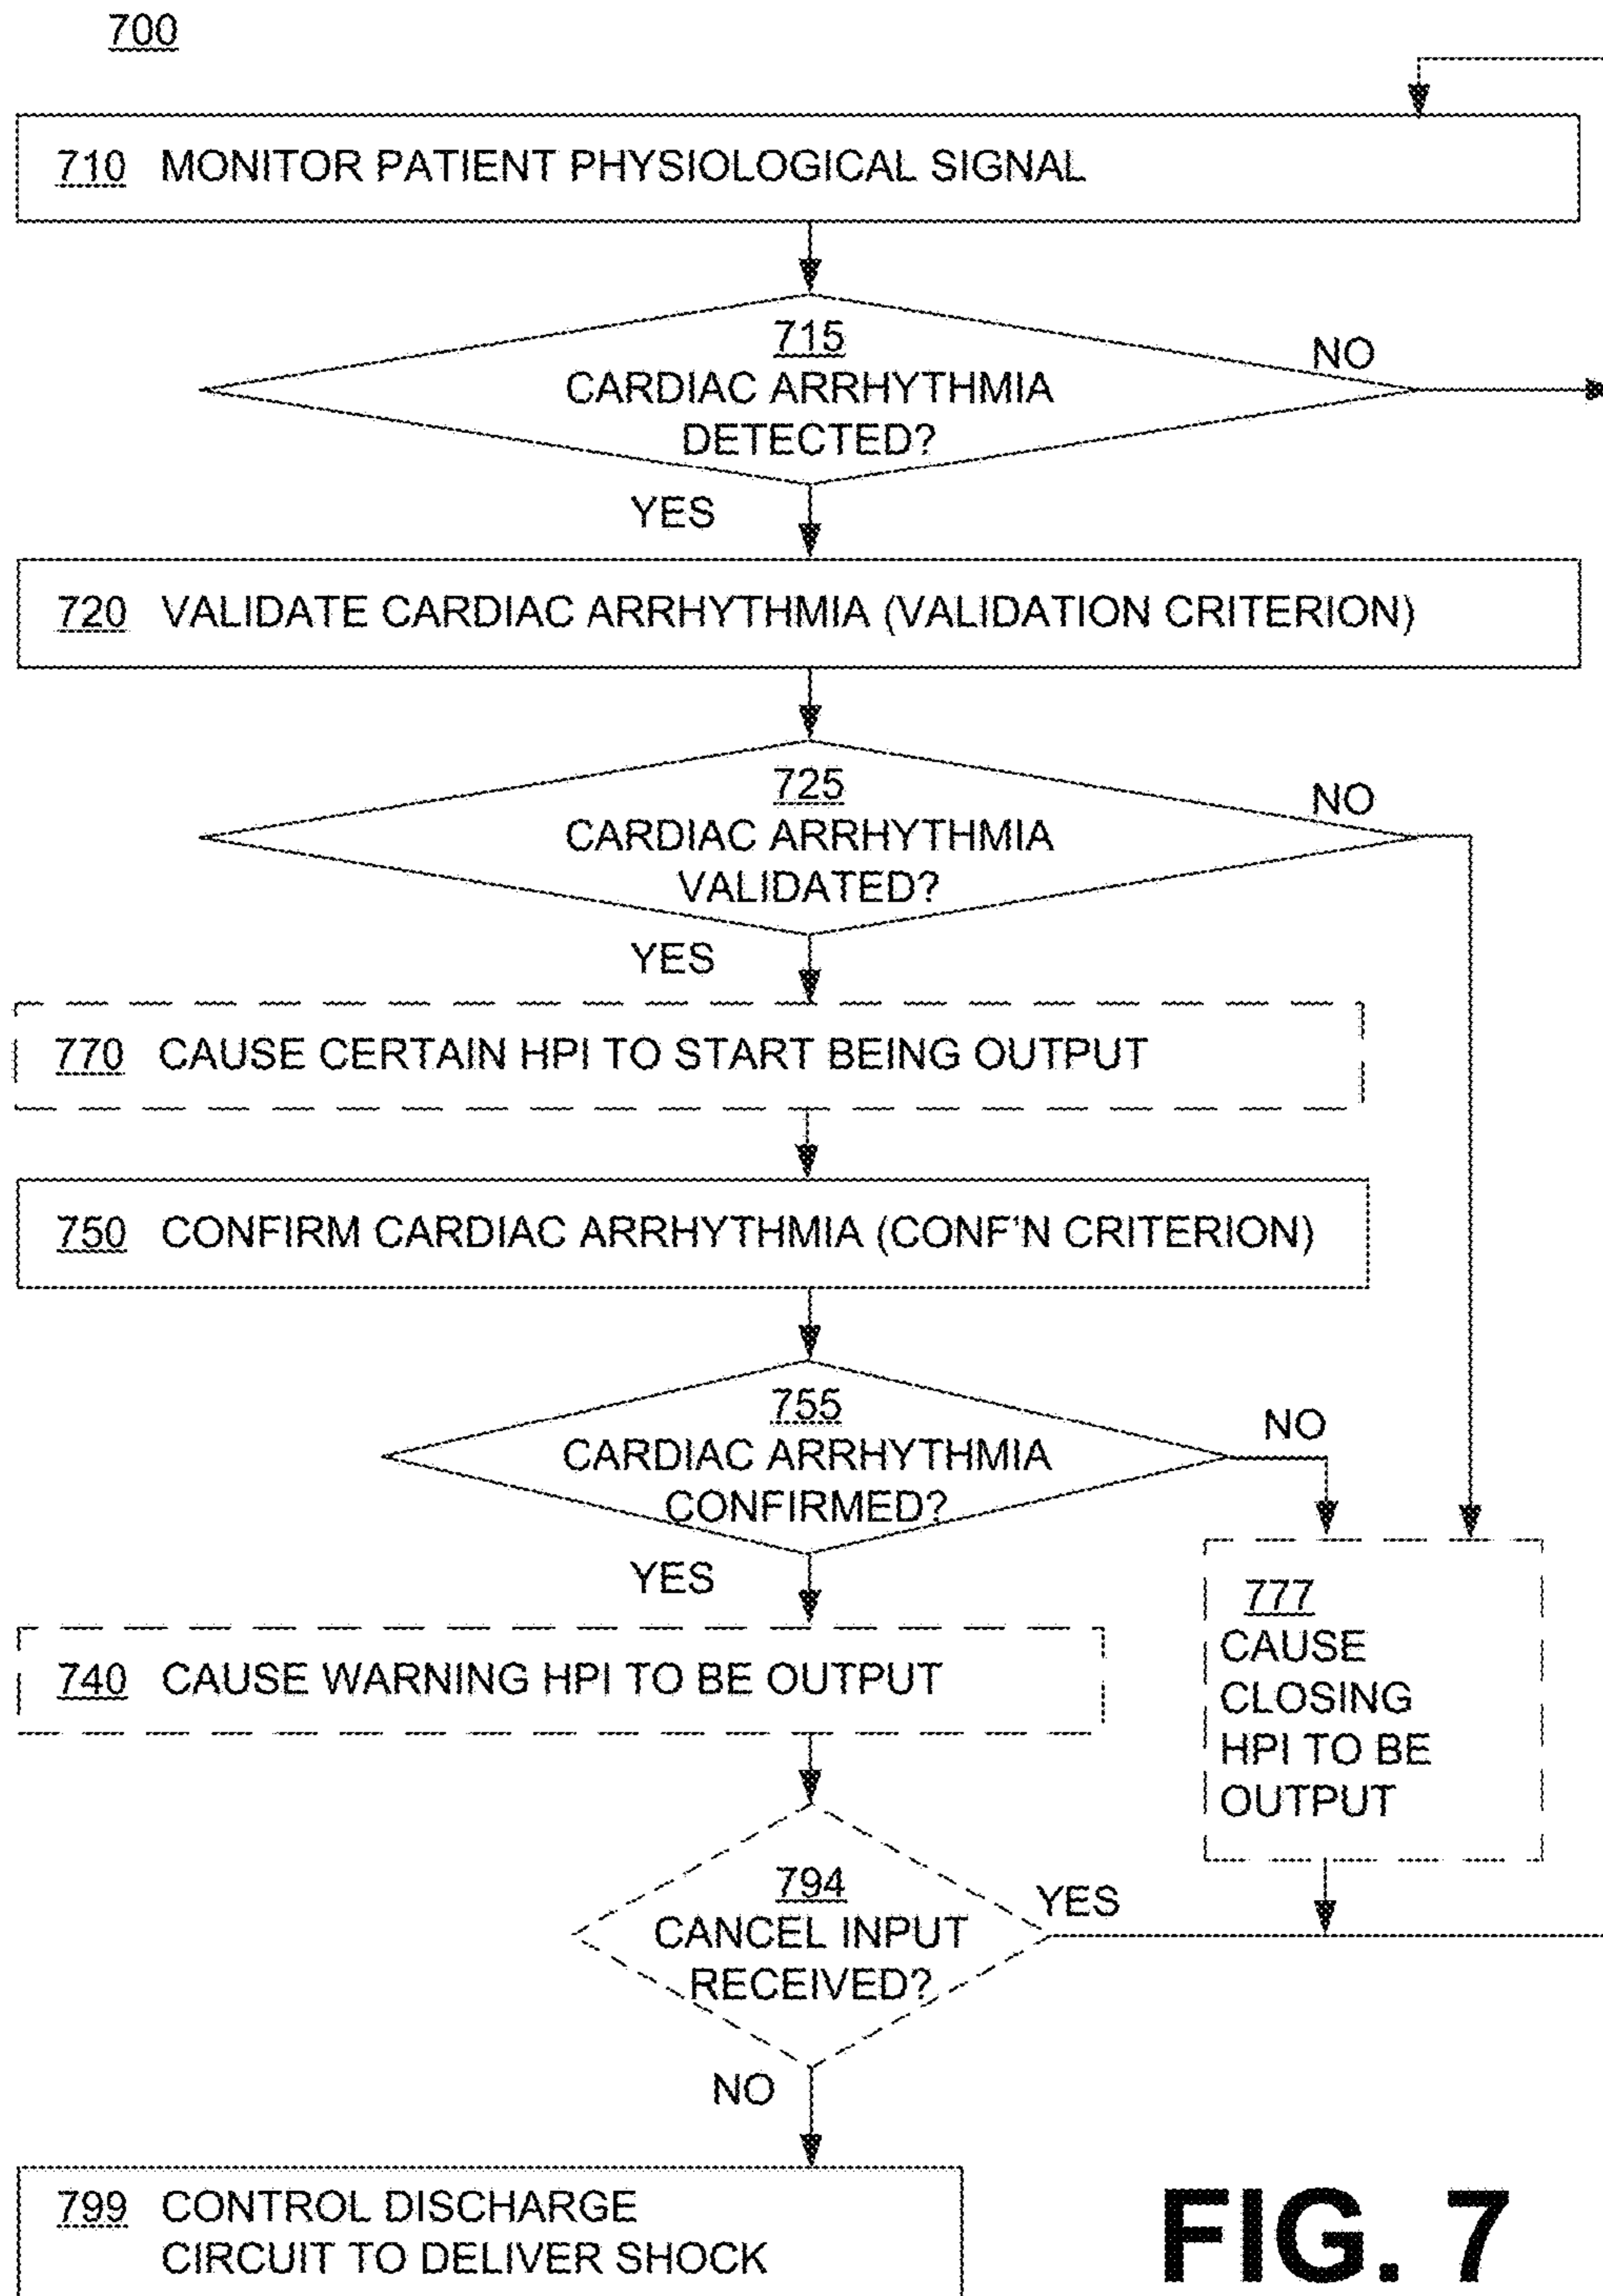 700
710 MONITOR PATIENT PHYSIOLOGICAL SIGNAL
715
CARDIAC ARRHYTHMIA
DETECTED?
NO
YES
720 VALIDATE CARDIAC ARRHYTHMIA (VALIDATION CRITERION)
725
CARDIAC ARRHYTHMIA
VALIDATED?
NO
YES
770 CAUSE CERTAIN HPI TO START BEING OUTPUT
750 CONFIRM CARDIAC ARRHYTHMIA (CONF'N CRITERION)
755
CARDIAC ARRHYTHMIA
CONFIRMED?
NO
YES
740 CAUSE WARNING HPI TO BE OUTPUT
777
CAUSE
CLOSING
HPI TO BE
OUTPUT
794
CANCEL INPUT
RECEIVED?
YES
NO
799 CONTROL DISCHARGE
CIRCUIT TO DELIVER SHOCK
FIG. 7